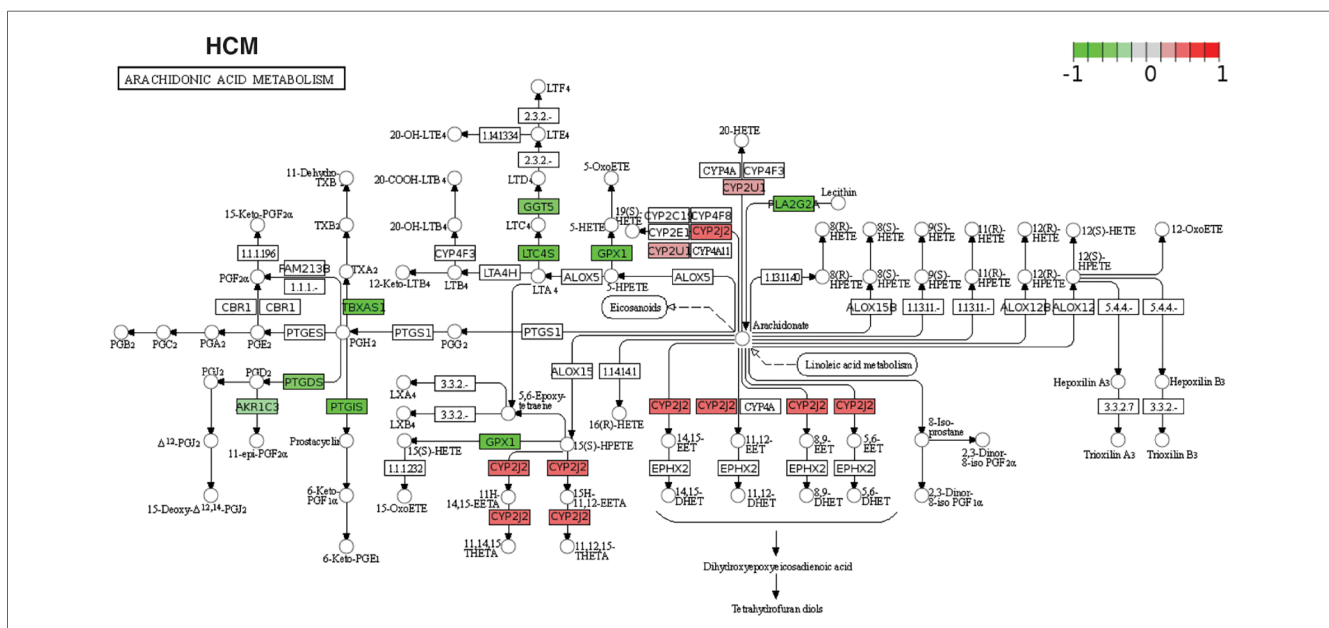 HCM
ARACHIDONIC ACID METABOLISM
-1 0 1
LTF4
2.3.2.-
20-OH-LTE4
1.14.13.34
LTE4
20-HETE
2.3.2.-
5-OxoETE
CYP4A
CYP4F3
11-Dehydro-
TXB
20-COOH-LTB4
LTD4
CYP2U1
Lecithin
PLA2G2A
GGT5
15-Keto-PGF2α
19(S)-
HETE
CYP2C19
CYP4F8
TXB2
20-OH-LTB4
LTC4
5-HETE
CYP2E1
CYP2J2
8(R)-
HETE
8(S)-
HETE
9(S)-
HETE
11(R)-
HETE
12(R)-
HETE
12(S)-HETE
12-OxoETE
1.1.1.196
CYP4F3
LTC4S
GPX1
CYP2U1
CYP4A11
FAM213B
TXA2
LTA4H
ALOX5
ALOX5
1.13.11.40
8(R)-
HPETE
8(S)-
HPETE
9(S)-
HPETE
11(R)-
HPETE
12(R)-
HPETE
12(S)-
HPETE
PGF2α
1.1.1.-
12-Keto-LTB4
LTB4
LTA4
5-HPETE
CBR1
CBR1
TBXAS1
Eicosanoids
ALOX15B
1.13.11.-
1.13.11.-
ALOX12B
ALOX12
5.4.4.-
5.4.4.-
Arachidonate
PTGES
PTGS1
PTGS1
PGB2
PGC2
PGA2
PGE2
PGH2
PGG2
Linoleic acid metabolism
PGJ2
PGD2
PTGDS
ALOX15
1.14.14.1
LXA4
3.3.2.-
Hepoxilin A3
Hepoxilin B3
AKR1C3
PTGIS
5,6-Epoxy-
tetraene
CYP2J2
CYP2J2
CYP4A
CYP2J2
CYP2J2
3.3.2.7
3.3.2.-
LXB4
3.3.2.-
16(R)-HETE
8-Iso-
prostane
Δ12-PGJ2
11-epi-PGF2α
Prostacyclin
15(S)-HETE
GPX1
15(S)-HPETE
14,15-
EET
11,12-
EET
8,9-
EET
5,6-
EET
2,3-Dinor-
8-iso PGF2α
Trioxilin A3
Trioxilin B3
1.1.1.232
CYP2J2
CYP2J2
EPHX2
EPHX2
EPHX2
EPHX2
6-Keto-
PGF1α
11H-
14,15-EETA
15H-
11,12-EETA
14,15-
DHET
11,12-
DHET
8,9-
DHET
5,6-
DHET
2,3-Dinor-
8-iso PGF1α
15-Deoxy-Δ12,14-PGJ2
15-OxoETE
CYP2J2
CYP2J2
6-Keto-PGE1
11,14,15-
THETA
11,12,15-
THETA
Dihydroxyepoxyeicosadienoic acid
Tetrahydrofuran diols